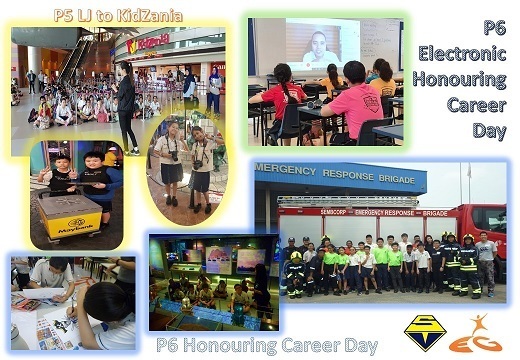 P5 LJ to KidZania
KidZania
P6
Electronic
Honouring
Career
Day
EMERGENCY RESPONSE BRIGADE
SEMBCORP - EMERGENCY RESPONSE - BRIGADE
Maybank
P6 Honouring Career Day